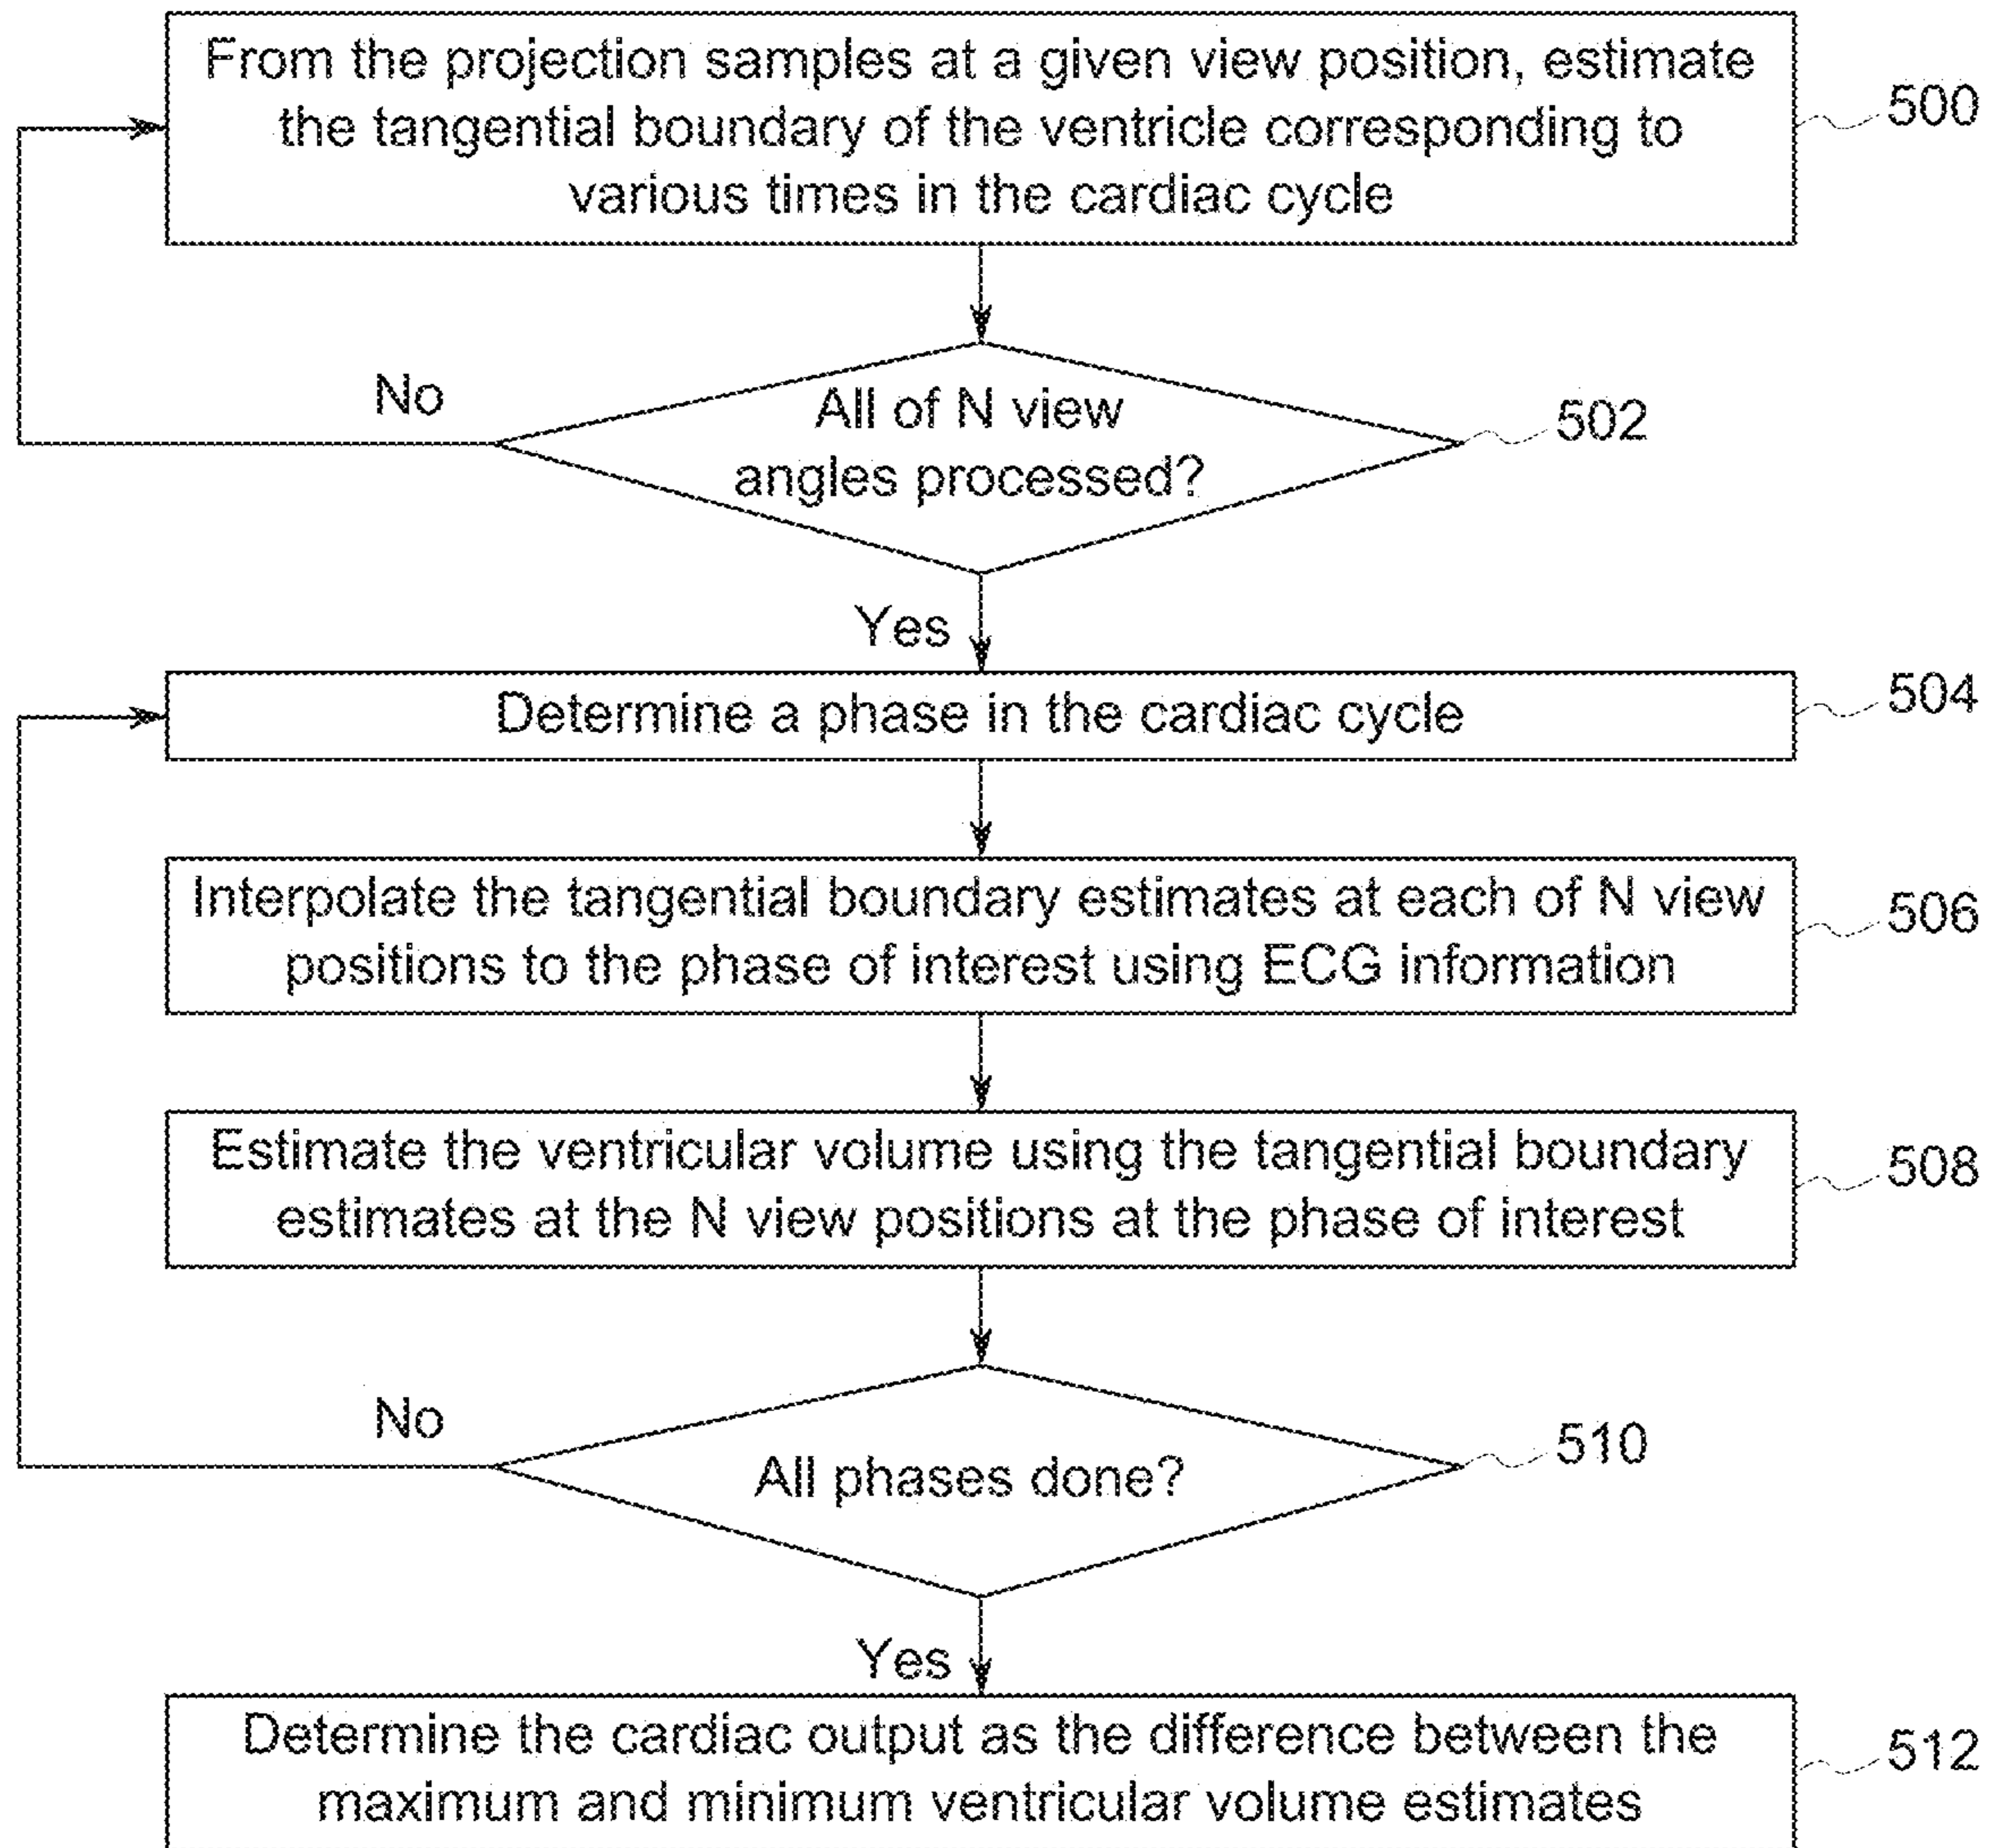 From the projection samples at a given view position, estimate
the tangential boundary of the ventricle corresponding to
various times in the cardiac cycle
500
No
All of N view
angles processed?
502
Yes
Determine a phase in the cardiac cycle
504
Interpolate the tangential boundary estimates at each of N view
positions to the phase of interest using ECG information
506
Estimate the ventricular volume using the tangential boundary
estimates at the N view positions at the phase of interest
508
No
All phases done?
510
Yes
Determine the cardiac output as the difference between the
maximum and minimum ventricular volume estimates
512